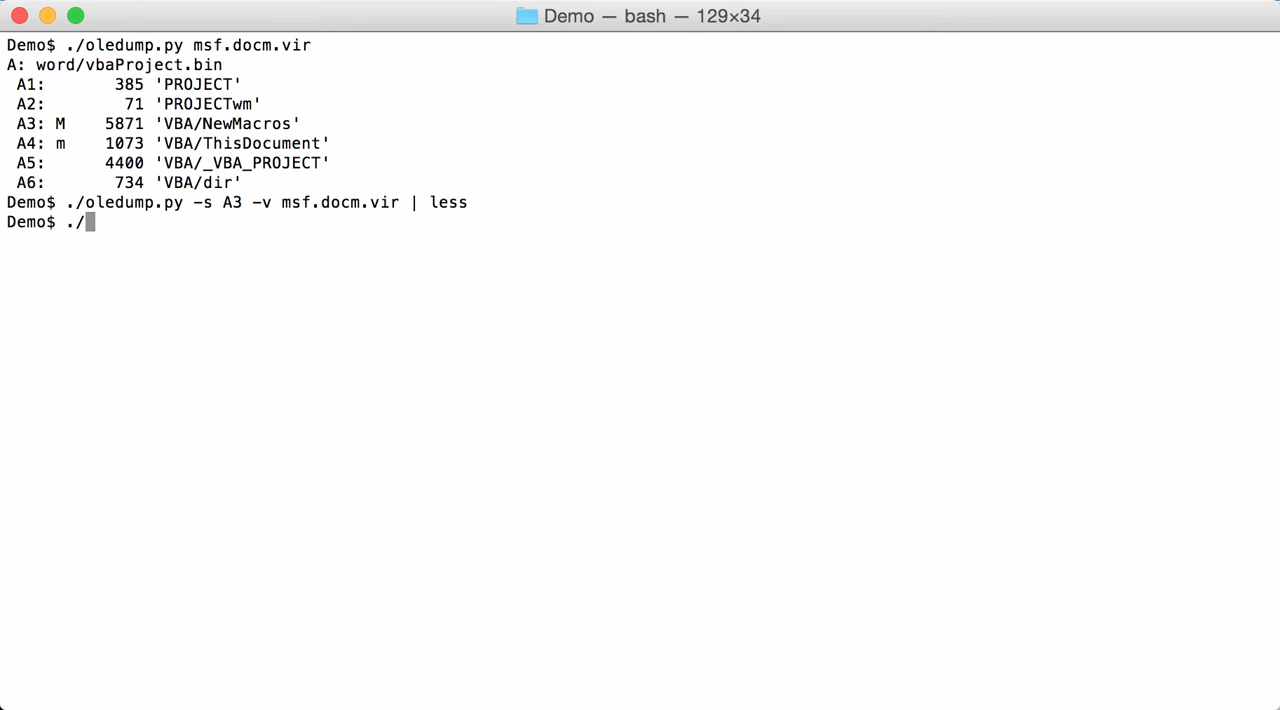 Demo — bash — 129×34
Demo$ ./oledump.py msf.docm.vir
A: word/vbaProject.bin
 A1:       385 'PROJECT'
 A2:        71 'PROJECTwm'
 A3: M    5871 'VBA/NewMacros'
 A4: m    1073 'VBA/ThisDocument'
 A5:      4400 'VBA/_VBA_PROJECT'
 A6:       734 'VBA/dir'
Demo$ ./oledump.py -s A3 -v msf.docm.vir | less
Demo$ ./